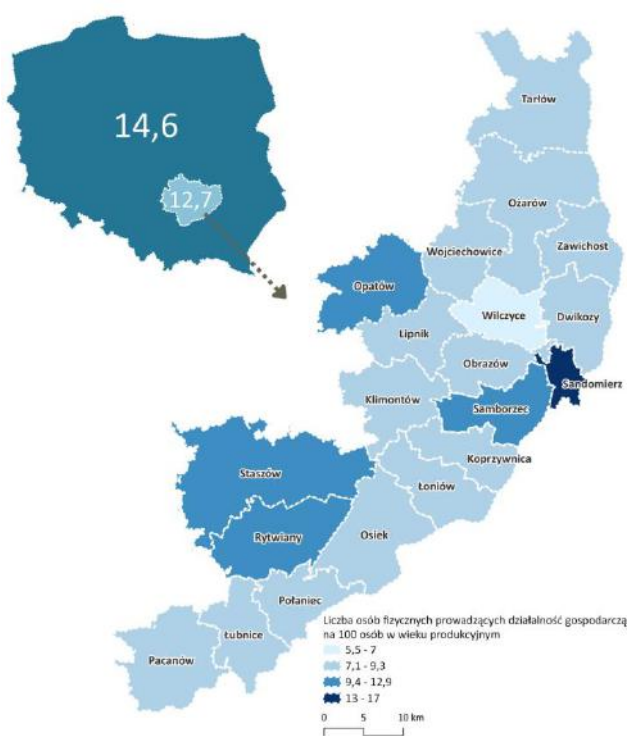 14,6
12,7
Tarłów
Ożarów
Wojciechowice
Zawichost
Opatów
Wilczyce
Dwikozy
Lipnik
Obrazów
Sandomierz
Klimontów
Samborzec
Koprzywnica
Staszów
Łoniów
Rytwiany
Osiek
Połaniec
Łubnice
Pacanów
Liczba osób fizycznych prowadzących działalność gospodarczą
na 100 osób w wieku produkcyjnym
5,5 - 7
7,1 - 9,3
9,4 - 12,9
13 - 17
0 5 10 km